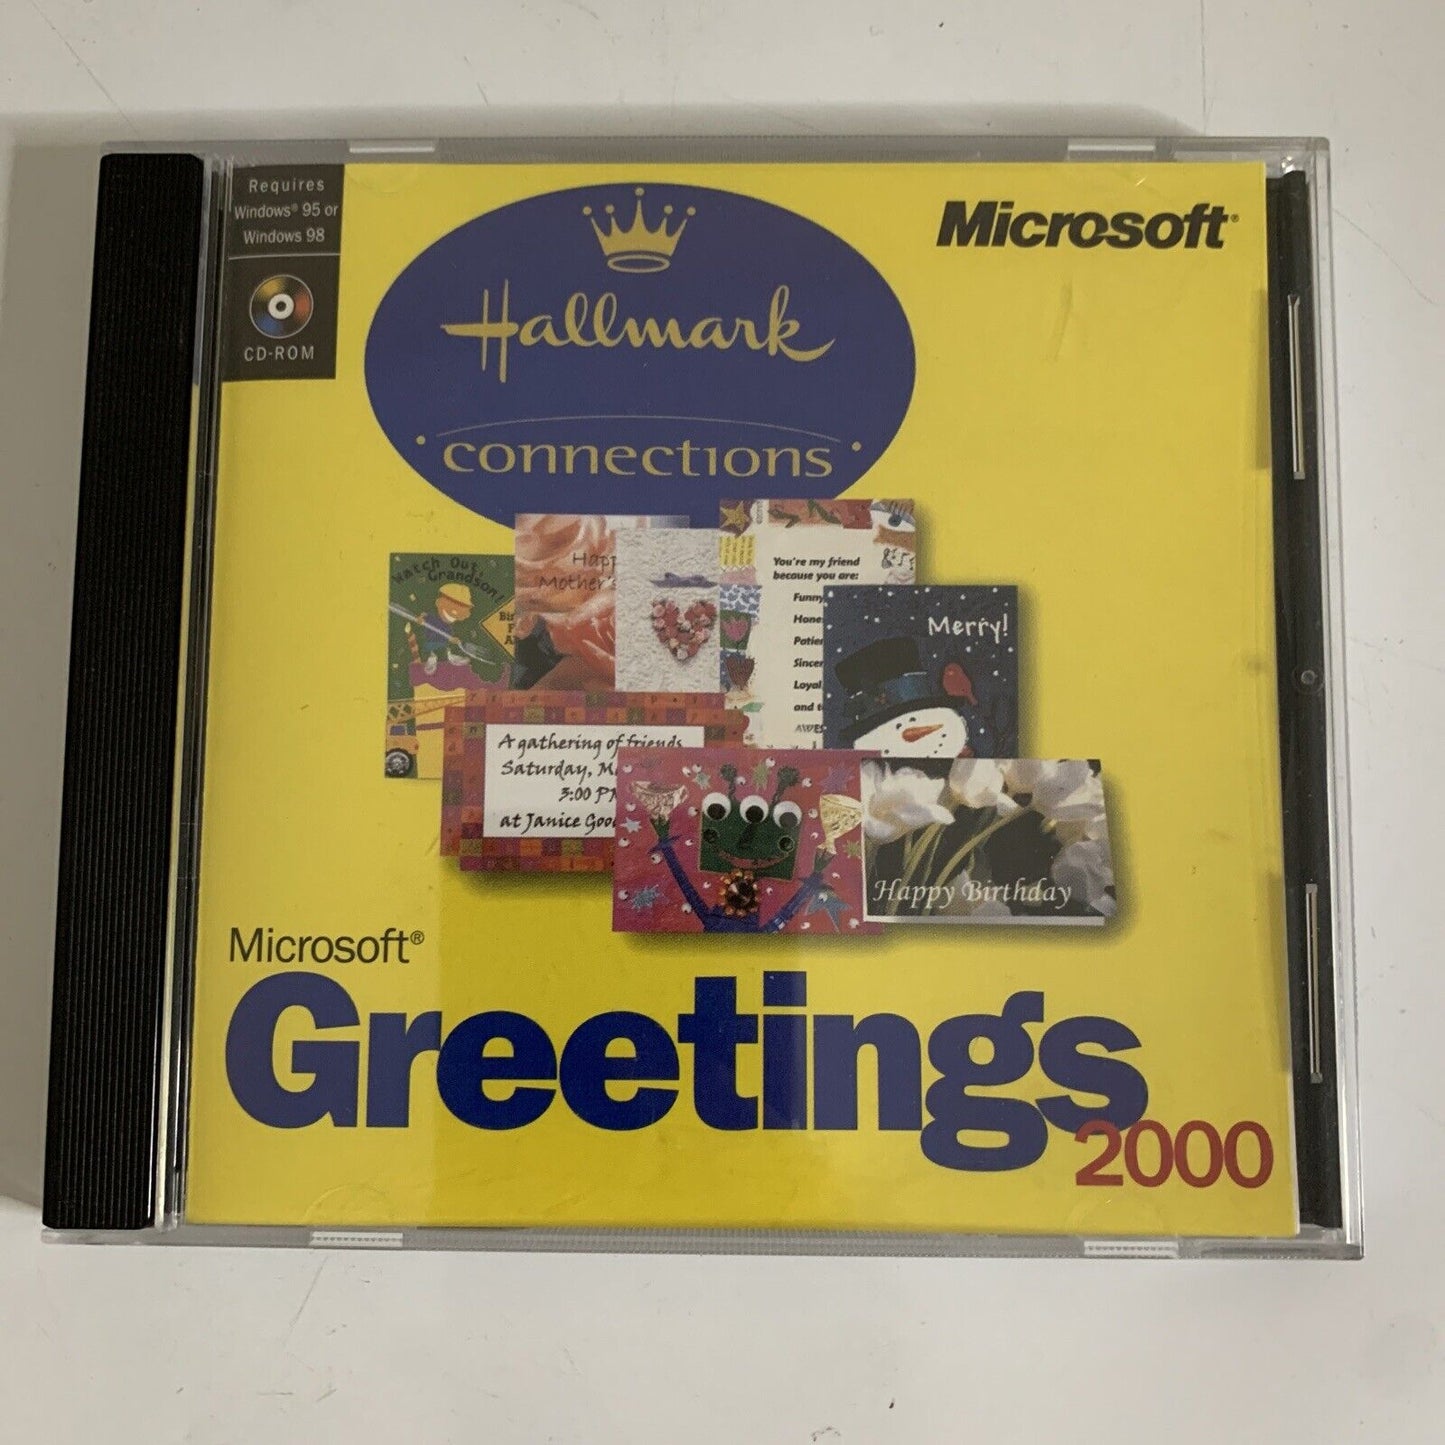 Requires
Windows® 95 or
Windows 98
CD-ROM
Hallmark
connections
Microsoft®
Watch Out,
Grandson!
Happ
Mother's
You're my friend
because you are:
Funny
Hone
Patien
Sincer
Loyal
and t
AWES
Merry!
A gathering of friends
Saturday, M
3:00 PM
at Janice Goo
Happy Birthday
Microsoft®
Greetings
2000